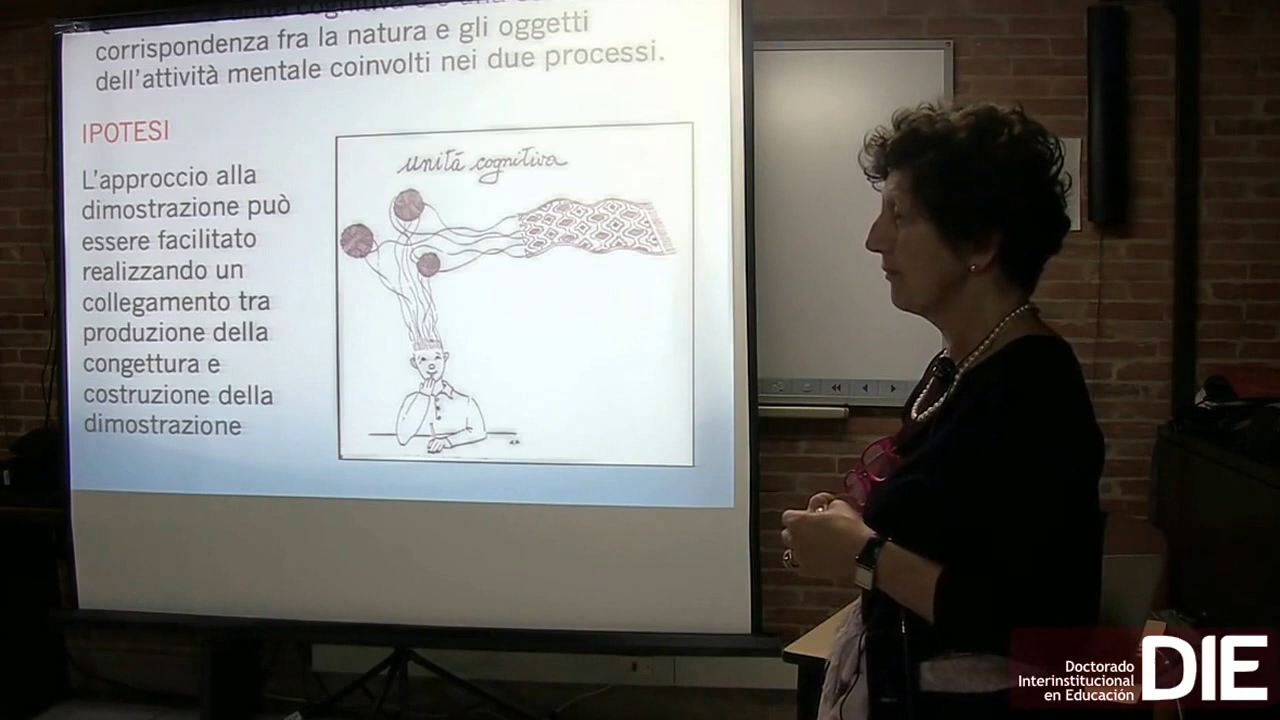 corrispondenza fra la natura e gli oggetti
dell'attività mentale coinvolti nei due processi.
IPOTESI
L'approccio alla
dimostrazione può
essere facilitato
realizzando un
collegamento tra
produzione della
congettura e
costruzione della
dimostrazione
unità cognitiva
Doctorado
Interinstitucional
en Educación
DIE